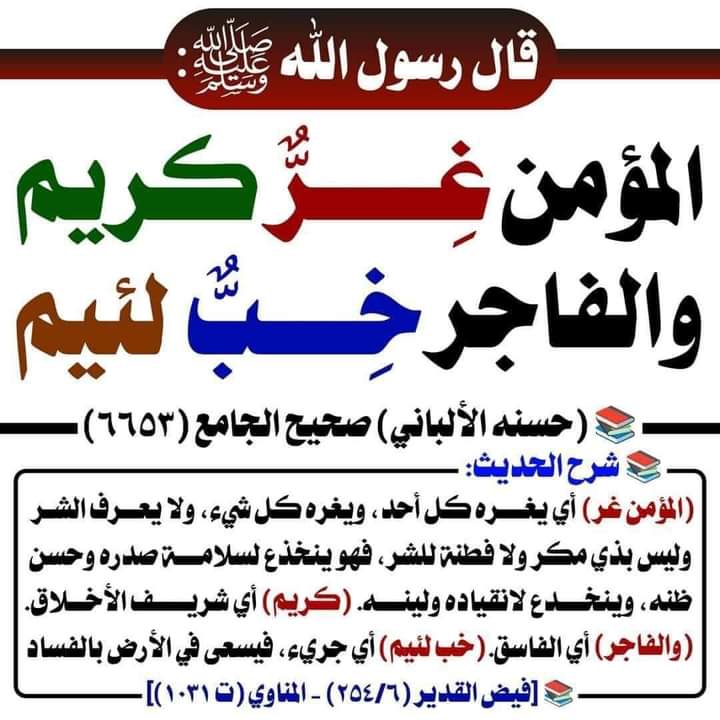 قال رسول الله ﷺ:
المؤمن غِرٌّ كريم
والفاجر خِبٌّ لئيم
(حسنه الألباني) صحيح الجامع (٦٦٥٣)
شرح الحديث:
(المؤمن غر) أي يغره كل أحد، ويغره كل شيء، ولا يعرف الشر
وليس بذي مكر ولا فطنة للشر، فهو ينخذع لسلامة صدره وحسن
ظنه، وينخدع لانقياده ولينه. (كريم) أي شريف الأخلاق.
(والفاجر) أي الفاسق. (خب لئيم) أي جريء، فيسعى في الأرض بالفساد
[فيض القدير (٢٥٤/٦) - المناوي (ت ١٠٣١)]